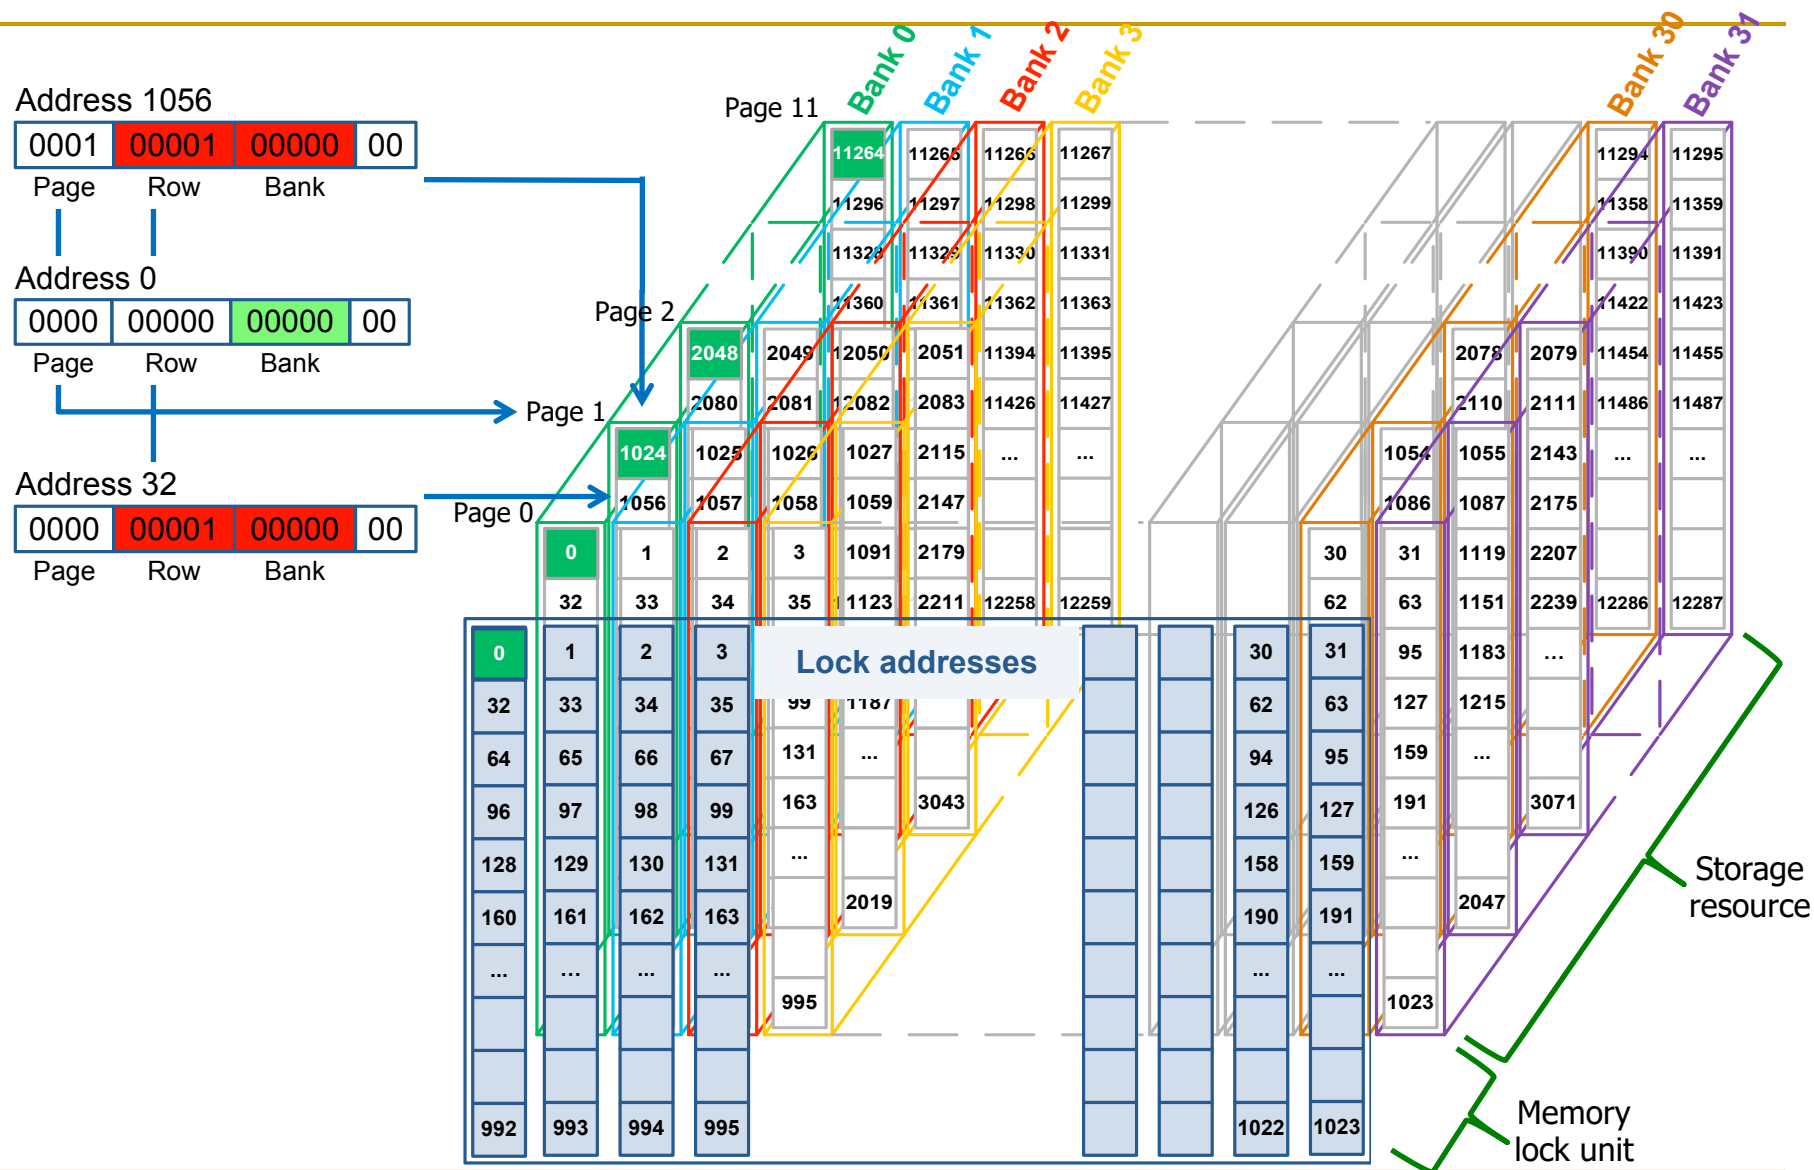 Bank 0 Bank 1 Bank 2 Bank 3 Bank 30 Bank 31
Address 1056
0001 00001 00000 00
Page Row Bank
Address 0
0000 00000 00000 00
Page Row Bank
Address 32
0000 00001 00000 00
Page Row Bank
Page 11
11264 11265 11266 11267 11294 11295
11296 11297 11298 11299 11358 11359
11328 11329 11330 11331 11390 11391
11360 11361 11362 11363 11422 11423
Page 2
2048 2049 12050 2051 11394 11395 2078 2079 11454 11455
2080 2081 12082 2083 11426 11427 2110 2111 11486 11487
Page 1
1024 1025 1026 1027 2115 ... ... 1054 1055 2143 ... ...
1056 1057 1058 1059 2147 1086 1087 2175
Page 0
0 1 2 3 1091 2179 30 31 1119 2207
32 33 34 35 1123 2211 12258 12259 62 63 1151 2239 12286 12287
0 1 2 3 Lock addresses 30 31 95 1183 ...
32 33 34 35 99 1187 62 63 127 1215
64 65 66 67 131 ... 94 95 159 ...
96 97 98 99 163 3043 126 127 191 3071
128 129 130 131 ... 158 159 ...
160 161 162 163 2019 190 191 2047
... ... ... ... 995 ... ... 1023
992 993 994 995 1022 1023
Storage
resource
Memory
lock unit